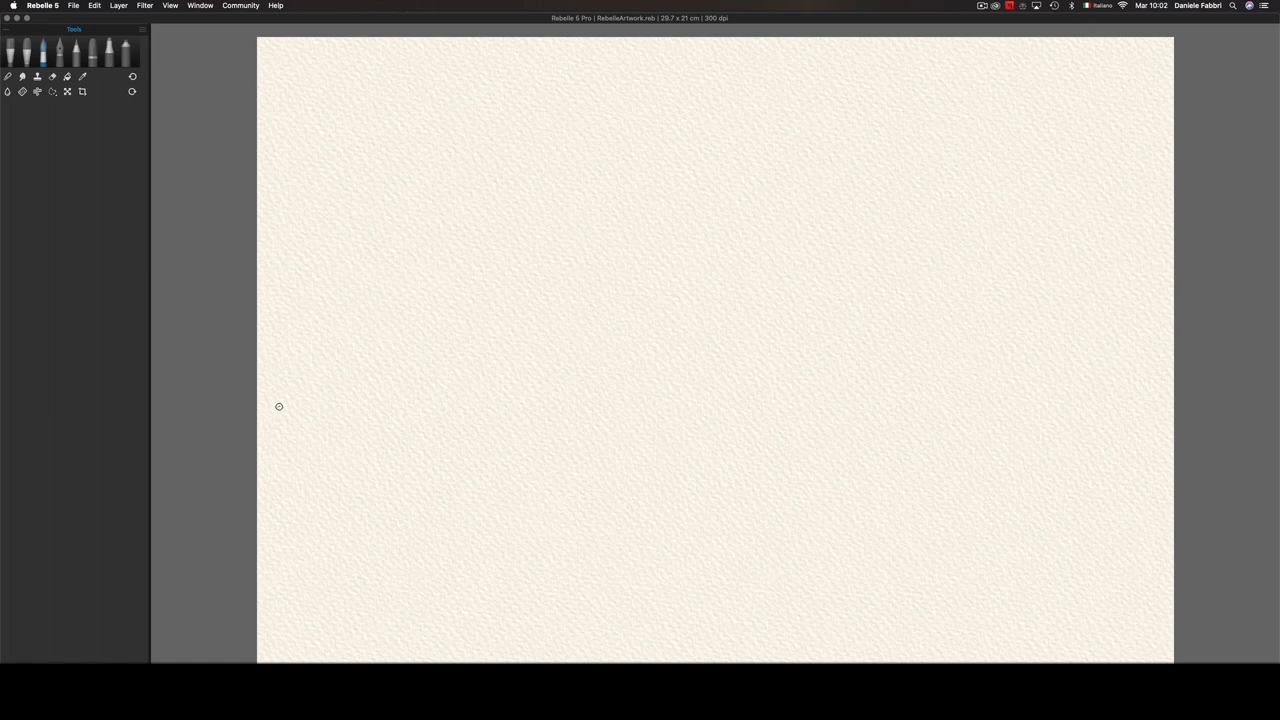 Rebelle 5 File Edit Layer Filter View Window Community Help Italiano Mar 10:02 Daniele Fabbri
Rebelle 5 Pro | RebelleArtwork.reb | 29.7 x 21 cm | 300 dpi
Tools